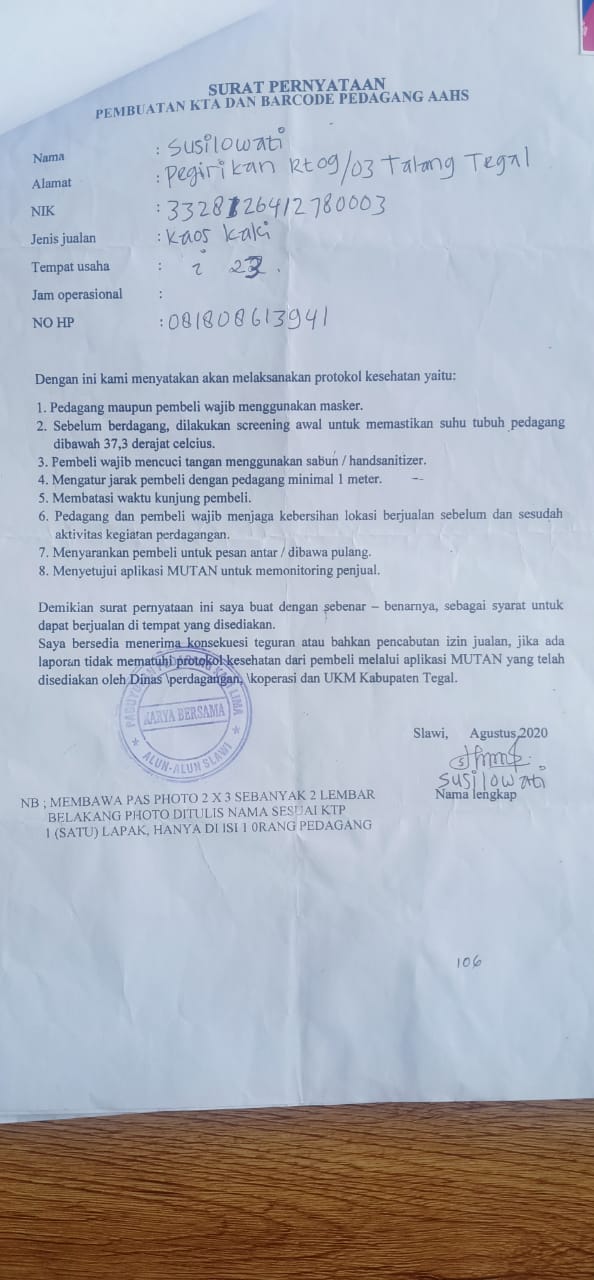 SURAT PERNYATAAN
PEMBUATAN KTA DAN BARCODE PEDAGANG AAHS
Nama : Susilowati
Alamat : Pegirikan Rt 09/03 Talang Tegal
NIK : 3328126412780003
Jenis jualan : Kaos kaki
Tempat usaha : i 23.
Jam operasional :
NO HP : 081808613941
Dengan ini kami menyatakan akan melaksanakan protokol kesehatan yaitu:
1. Pedagang maupun pembeli wajib menggunakan masker.
2. Sebelum berdagang, dilakukan screening awal untuk memastikan suhu tubuh pedagang
dibawah 37,3 derajat celcius.
3. Pembeli wajib mencuci tangan menggunakan sabun / handsanitizer.
4. Mengatur jarak pembeli dengan pedagang minimal 1 meter.
5. Membatasi waktu kunjung pembeli.
6. Pedagang dan pembeli wajib menjaga kebersihan lokasi berjualan sebelum dan sesudah
aktivitas kegiatan perdagangan.
7. Menyarankan pembeli untuk pesan antar / dibawa pulang.
8. Menyetujui aplikasi MUTAN untuk memonitoring penjual.
Demikian surat pernyataan ini saya buat dengan sebenar – benarnya, sebagai syarat untuk
dapat berjualan di tempat yang disediakan.
Saya bersedia menerima konsekuesi teguran atau bahkan pencabutan izin jualan, jika ada
laporan tidak mematuhi protokol kesehatan dari pembeli melalui aplikasi MUTAN yang telah
disediakan oleh Dinas \perdagangan, \koperasi dan UKM Kabupaten Tegal.
PAGUYUBAN PEDAGANG KAKI LIMA
KARYA BERSAMA
ALUN-ALUN SLAWI
Slawi, Agustus 2020
Susilowati
Nama lengkap
NB ; MEMBAWA PAS PHOTO 2 X 3 SEBANYAK 2 LEMBAR
BELAKANG PHOTO DITULIS NAMA SESUAI KTP
1 (SATU) LAPAK, HANYA DI ISI 1 0RANG PEDAGANG
106